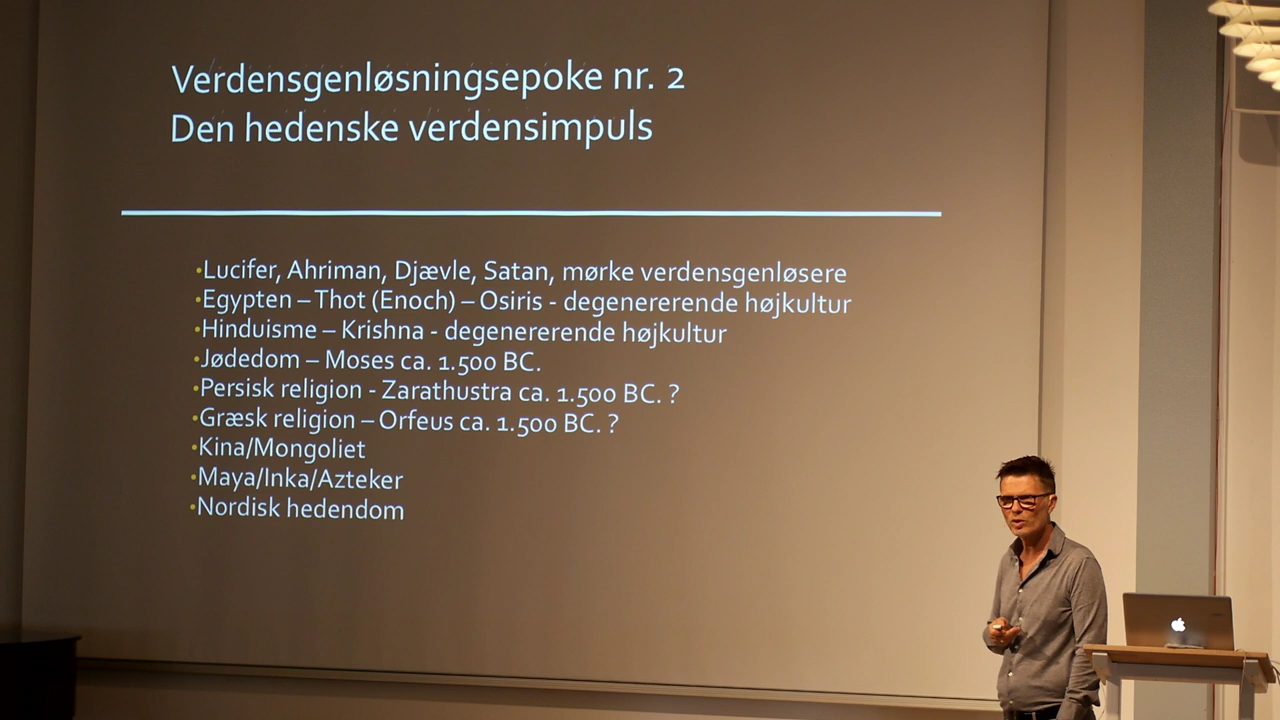 Verdensgenløsningsepoke nr. 2
Den hedenske verdensimpuls
•Lucifer, Ahriman, Djævle, Satan, mørke verdensgenløsere
•Egypten – Thot (Enoch) – Osiris - degenererende højkultur
•Hinduisme – Krishna - degenererende højkultur
•Jødedom – Moses ca. 1.500 BC.
•Persisk religion - Zarathustra ca. 1.500 BC. ?
•Græsk religion – Orfeus ca. 1.500 BC. ?
•Kina/Mongoliet
•Maya/Inka/Azteker
•Nordisk hedendom